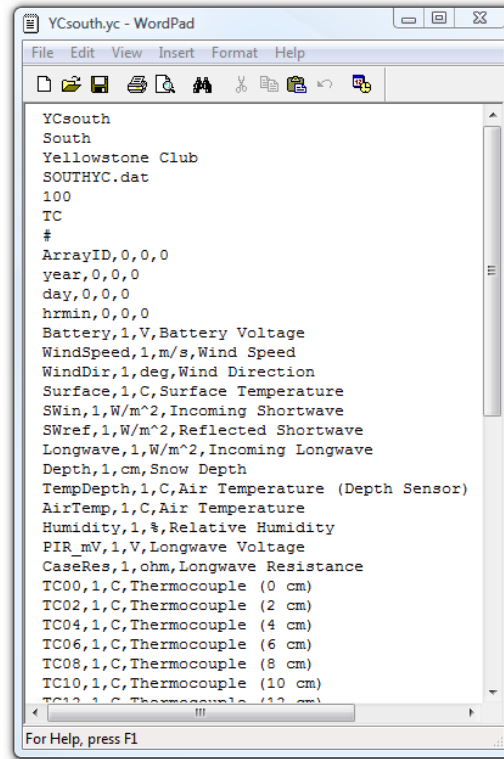 YCsouth.yc - WordPad
File Edit View Insert Format Help
YCsouth
South
Yellowstone Club
SOUTHYC.dat
100
TC
#
ArrayID,0,0,0
year,0,0,0
day,0,0,0
hrmin,0,0,0
Battery,1,V,Battery Voltage
WindSpeed,1,m/s,Wind Speed
WindDir,1,deg,Wind Direction
Surface,1,C,Surface Temperature
SWin,1,W/m^2,Incoming Shortwave
SWref,1,W/m^2,Reflected Shortwave
Longwave,1,W/m^2,Incoming Longwave
Depth,1,cm,Snow Depth
TempDepth,1,C,Air Temperature (Depth Sensor)
AirTemp,1,C,Air Temperature
Humidity,1,%,Relative Humidity
PIR_mV,1,V,Longwave Voltage
CaseRes,1,ohm,Longwave Resistance
TC00,1,C,Thermocouple (0 cm)
TC02,1,C,Thermocouple (2 cm)
TC04,1,C,Thermocouple (4 cm)
TC06,1,C,Thermocouple (6 cm)
TC08,1,C,Thermocouple (8 cm)
TC10,1,C,Thermocouple (10 cm)
TC12,1,C,Thermocouple (12 cm)
For Help, press F1